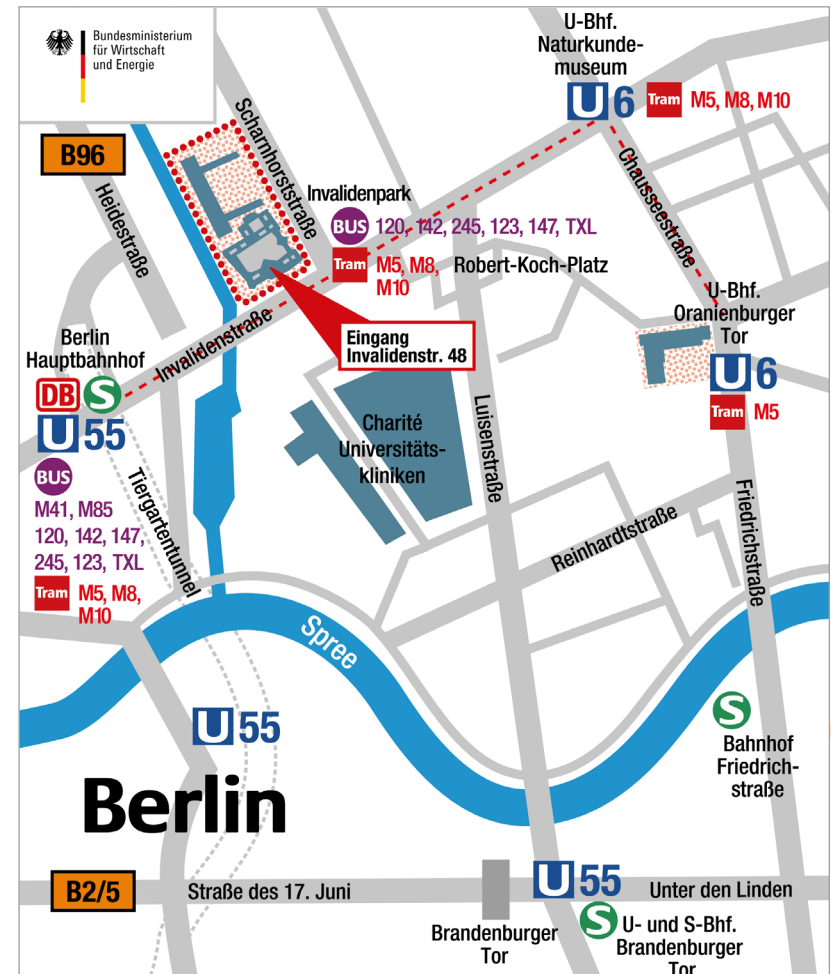 Bundesministerium
für Wirtschaft
und Energie
U-Bhf.
Naturkunde-
museum
U 6
Tram M5, M8, M10
B96
Scharnhorststraße
Heidestraße
Invalidenpark
BUS 120, 142, 245, 123, 147, TXL
Tram M5, M8,
M10
Robert-Koch-Platz
Chausseestraße
U-Bhf.
Oranienburger
Tor
U 6
Tram M5
Invalidenstraße
Eingang
Invalidenstr. 48
Berlin
Hauptbahnhof
DB S
U 55
BUS
M41, M85
120, 142, 147,
245, 123, TXL
Tram M5, M8,
M10
Tiergartentunnel
Charité
Universitäts-
kliniken
Luisenstraße
Reinhardtstraße
Friedrichstraße
Spree
U 55
S
Bahnhof
Friedrich-
straße
Berlin
B2/5
Straße des 17. Juni
U 55
Unter den Linden
Brandenburger
Tor
S U- und S-Bhf.
Brandenburger
Tor